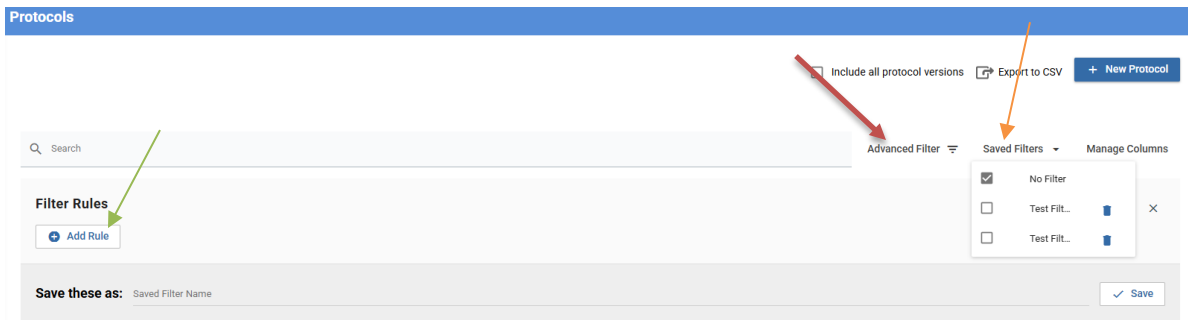 Protocols
Include all protocol versions
Export to CSV
+ New Protocol
Search
Advanced Filter
Saved Filters
Manage Columns
No Filter
Filter Rules
Test Filt...
Add Rule
Test Filt...
Save these as:
Saved Filter Name
Save